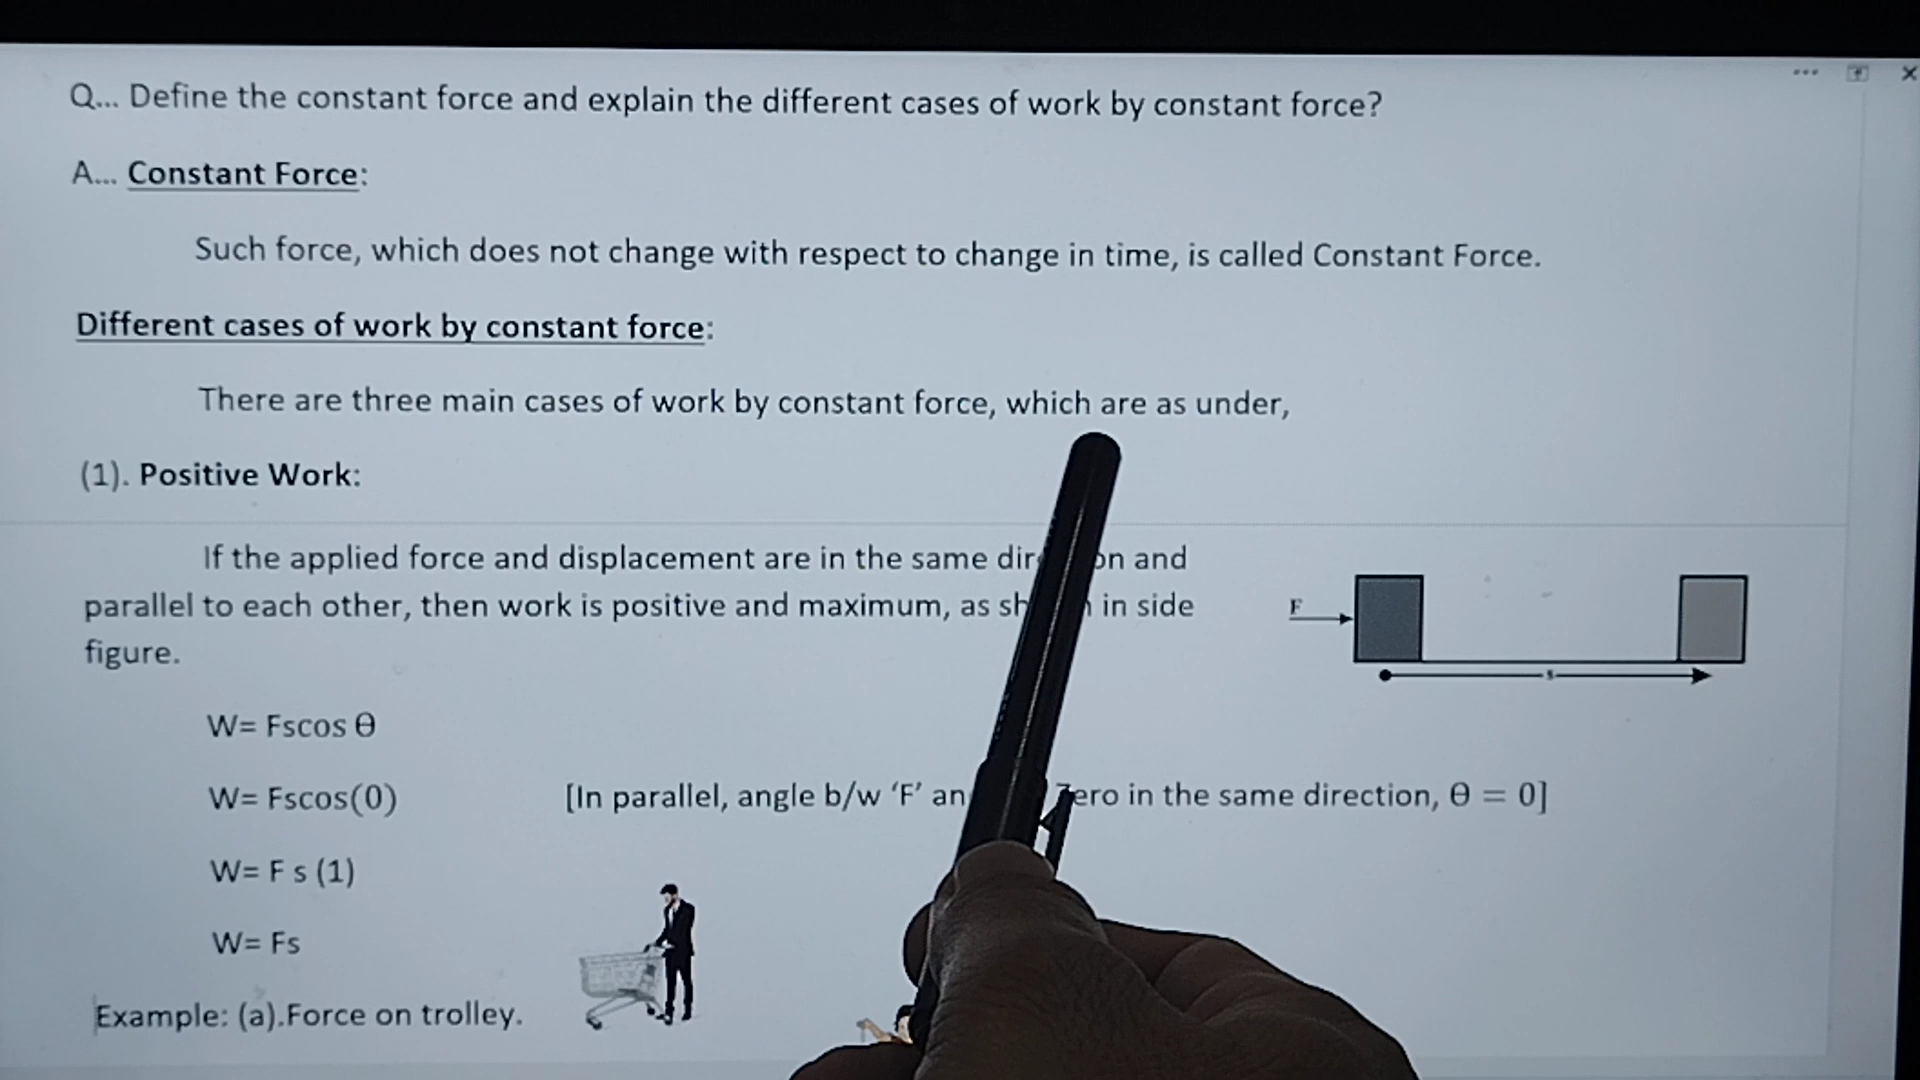 Q... Define the constant force and explain the different cases of work by constant force?
A... Constant Force:
Such force, which does not change with respect to change in time, is called Constant Force.
Different cases of work by constant force:
There are three main cases of work by constant force, which are as under,
(1). Positive Work:
If the applied force and displacement are in the same and
parallel to each other, then work is positive and maximum, as in side
figure.
F
s
W= Fscos Θ
W= Fscos(0) [In parallel, angle b/w ‘F’ in the same direction, Θ = 0]
W= F s (1)
W= Fs
Example: (a).Force on trolley.